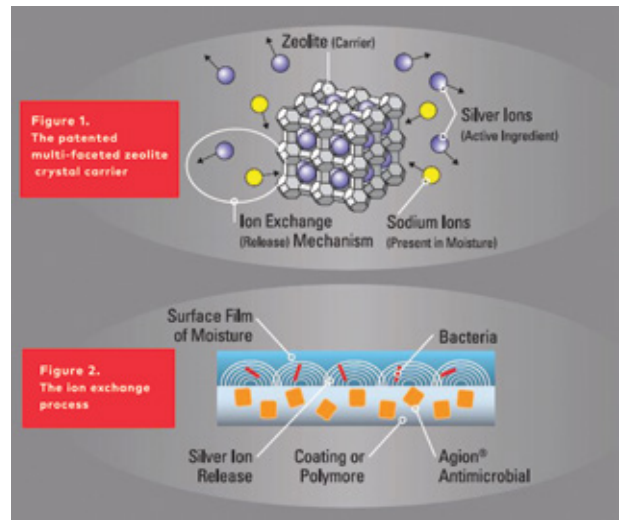 Zeolite (Carrier)
Figure 1.
The patented
multi-faceted zeolite
crystal carrier
Silver Ions
(Active Ingredient)
Ion Exchange
(Release) Mechanism
Sodium Ions
(Present in Moisture)
Surface Film
of Moisture
Bacteria
Figure 2.
The ion exchange
process
Silver Ion
Release
Coating or
Polymore
Agion®
Antimicrobial